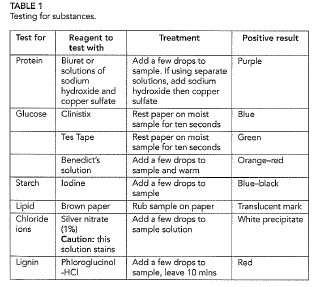 TABLE 1
Testing for substances.
Test for | Reagent to test with | Treatment | Positive result
Protein | Biuret or solutions of sodium hydroxide and copper sulfate | Add a few drops to sample. If using separate solutions, add sodium hydroxide then copper sulfate | Purple
Glucose | Clinistix | Rest paper on moist sample for ten seconds | Blue
Tes Tape | Rest paper on moist sample for ten seconds | Green
Benedict's solution | Add a few drops to sample and warm | Orange–red
Starch | Iodine | Add a few drops to sample | Blue–black
Lipid | Brown paper | Rub sample on paper | Translucent mark
Chloride ions | Silver nitrate (1%) Caution: this solution stains | Add a few drops to sample solution | White precipitate
Lignin | Phloroglucinol -HCl | Add a few drops to sample, leave 10 mins | Red